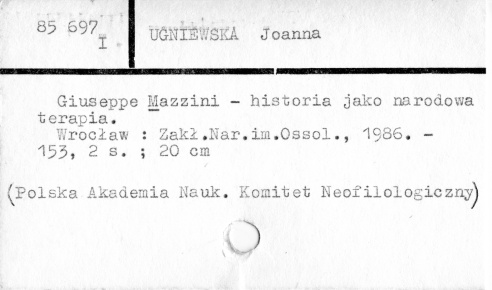 85 697 UGNIEWSKA Joanna
I
Giuseppe Mazzini - historia jako narodowa
terapia.
Wrocław : Zakł.Nar.im.Ossol., 1986. -
153, 2 s. ; 20 cm
(Polska Akademia Nauk. Komitet Neofilologiczny)